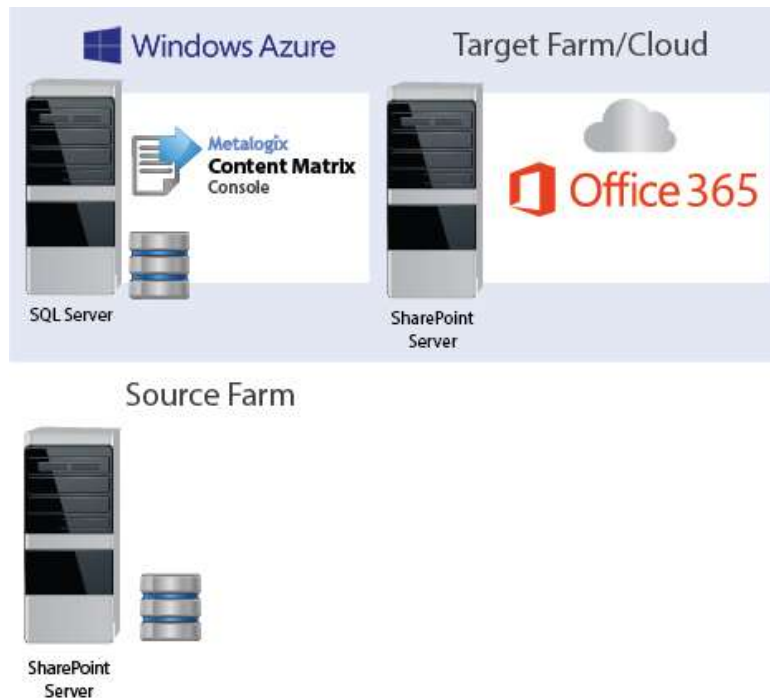 Windows Azure
Target Farm/Cloud
Metalogix
Content Matrix
Console
Office 365
SQL Server
SharePoint
Server
Source Farm
SharePoint
Server